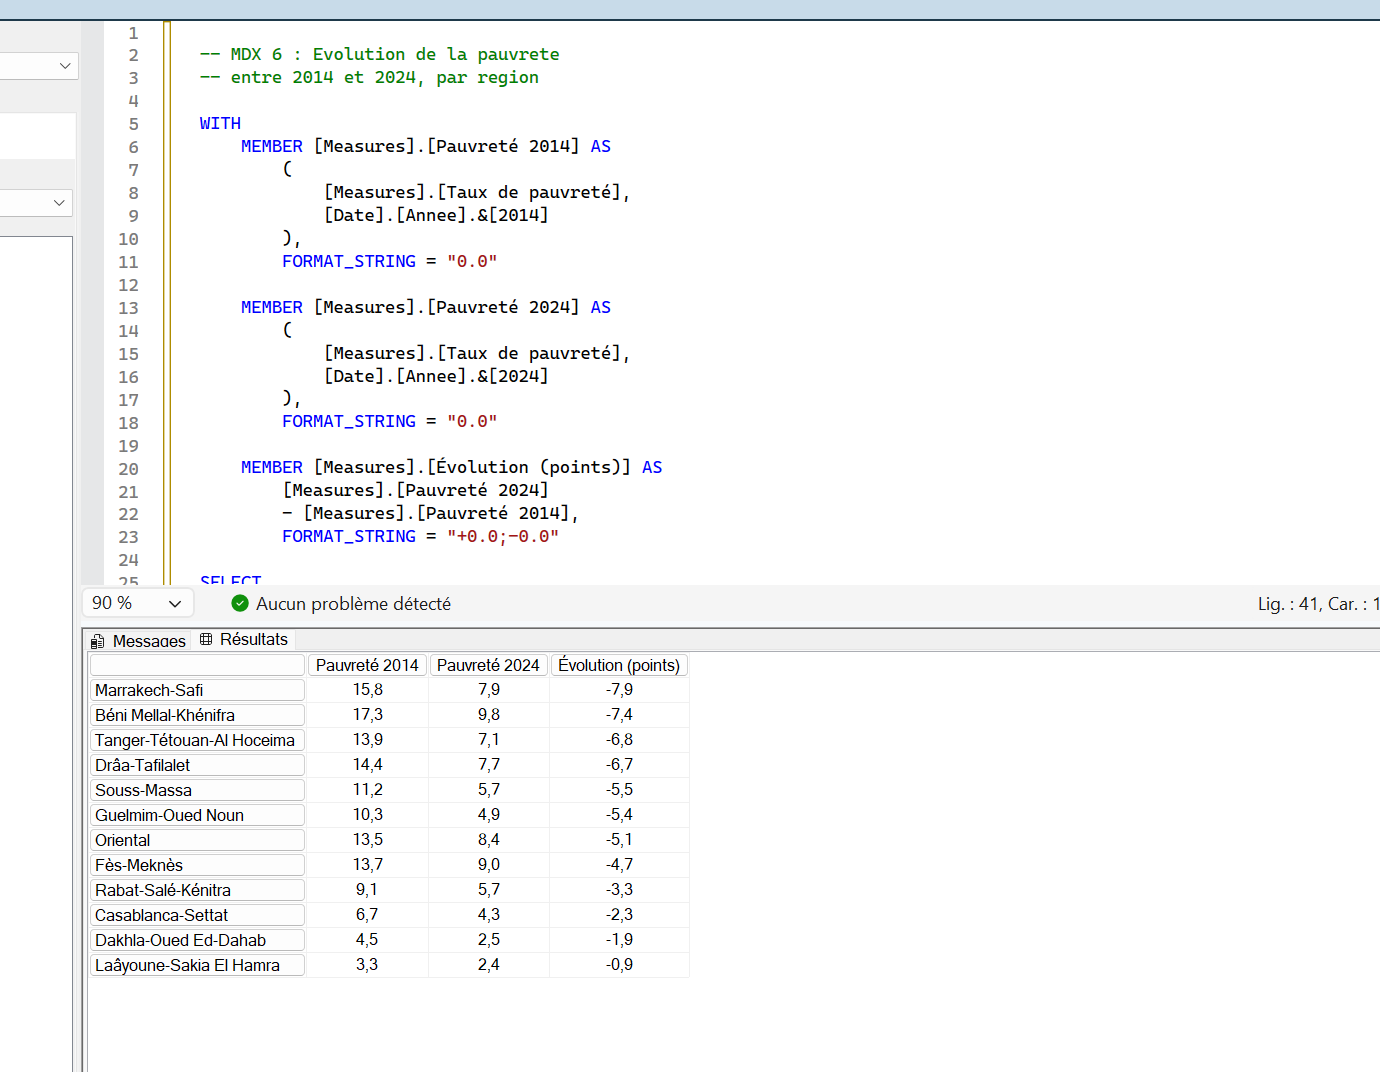 1
2 -- MDX 6 : Evolution de la pauvrete
3 -- entre 2014 et 2024, par region
4
5 WITH
6 MEMBER [Measures].[Pauvreté 2014] AS
7 (
8 [Measures].[Taux de pauvreté],
9 [Date].[Annee].&[2014]
10 ),
11 FORMAT_STRING = "0.0"
12
13 MEMBER [Measures].[Pauvreté 2024] AS
14 (
15 [Measures].[Taux de pauvreté],
16 [Date].[Annee].&[2024]
17 ),
18 FORMAT_STRING = "0.0"
19
20 MEMBER [Measures].[Évolution (points)] AS
21 [Measures].[Pauvreté 2024]
22 - [Measures].[Pauvreté 2014],
23 FORMAT_STRING = "+0.0;-0.0"
24
25 SELECT
90 % Aucun problème détecté Lig. : 41, Car. : 1
Messages Résultats
Pauvreté 2014 Pauvreté 2024 Évolution (points)
Marrakech-Safi 15,8 7,9 -7,9
Béni Mellal-Khénifra 17,3 9,8 -7,4
Tanger-Tétouan-Al Hoceima 13,9 7,1 -6,8
Drâa-Tafilalet 14,4 7,7 -6,7
Souss-Massa 11,2 5,7 -5,5
Guelmim-Oued Noun 10,3 4,9 -5,4
Oriental 13,5 8,4 -5,1
Fès-Meknès 13,7 9,0 -4,7
Rabat-Salé-Kénitra 9,1 5,7 -3,3
Casablanca-Settat 6,7 4,3 -2,3
Dakhla-Oued Ed-Dahab 4,5 2,5 -1,9
Laâyoune-Sakia El Hamra 3,3 2,4 -0,9